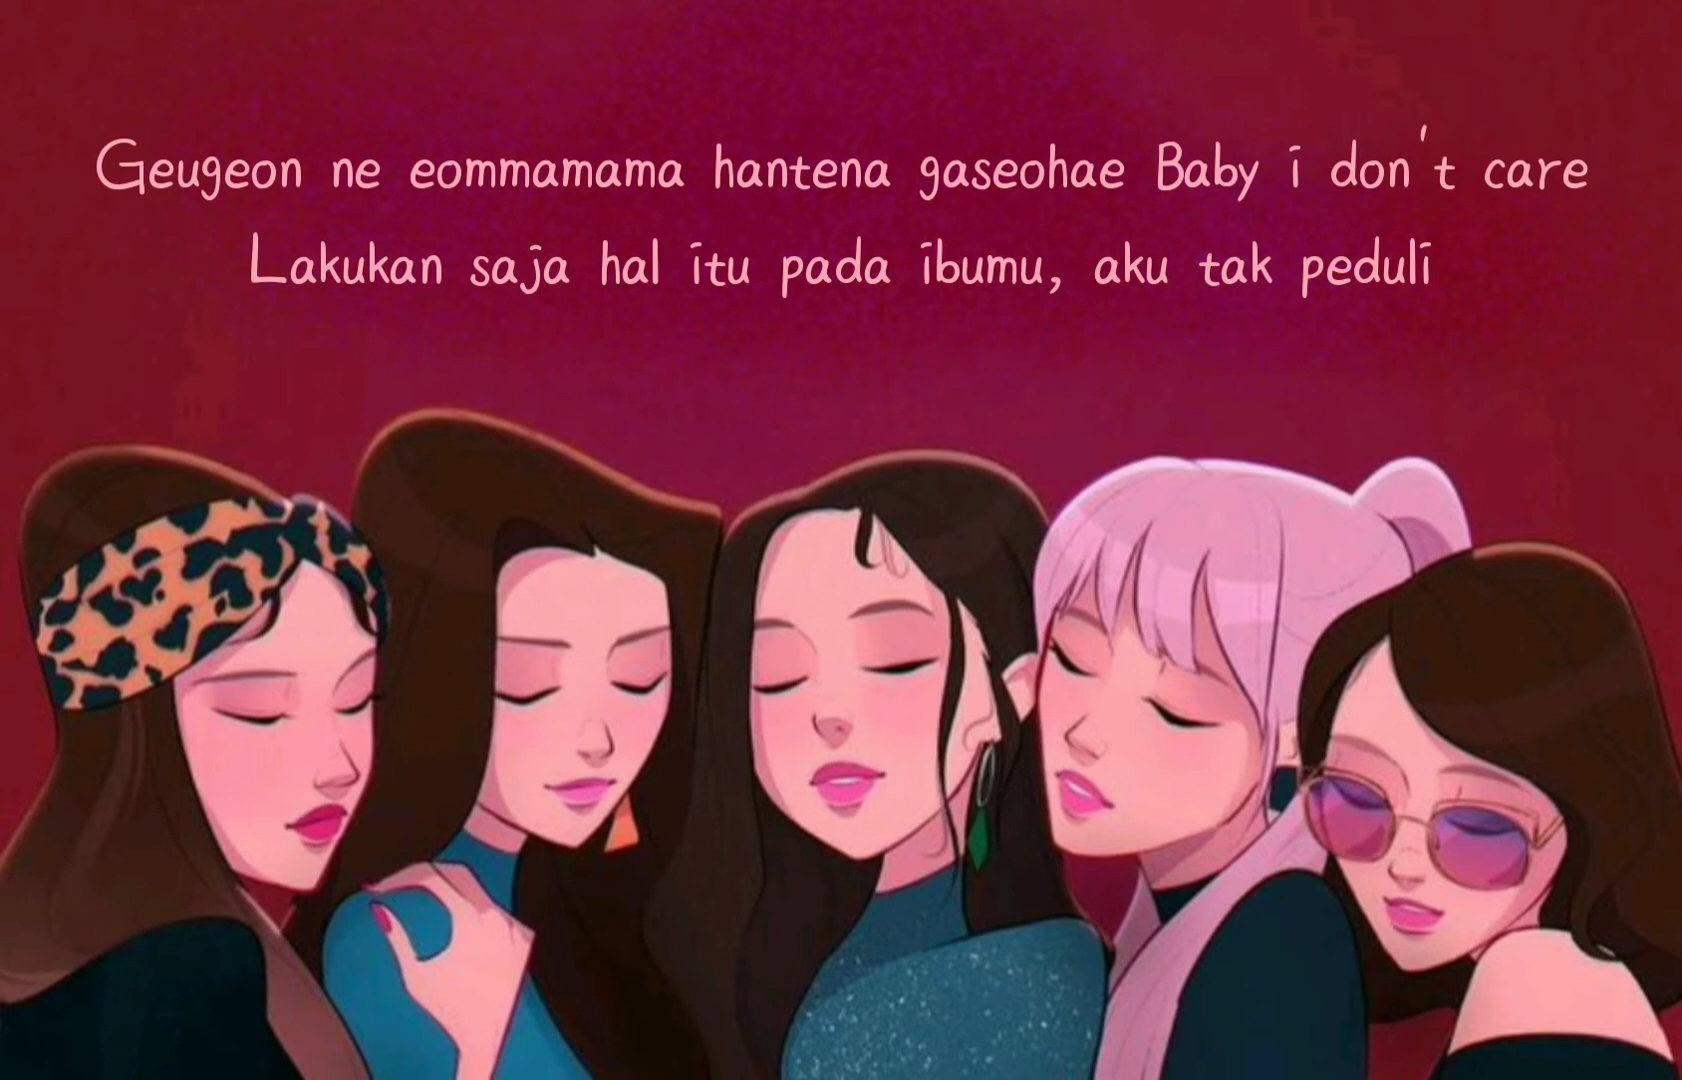 Geugeon ne eommamama hantena gaseohae Baby i don't care
Lakukan saja hal itu pada ibumu, aku tak peduli